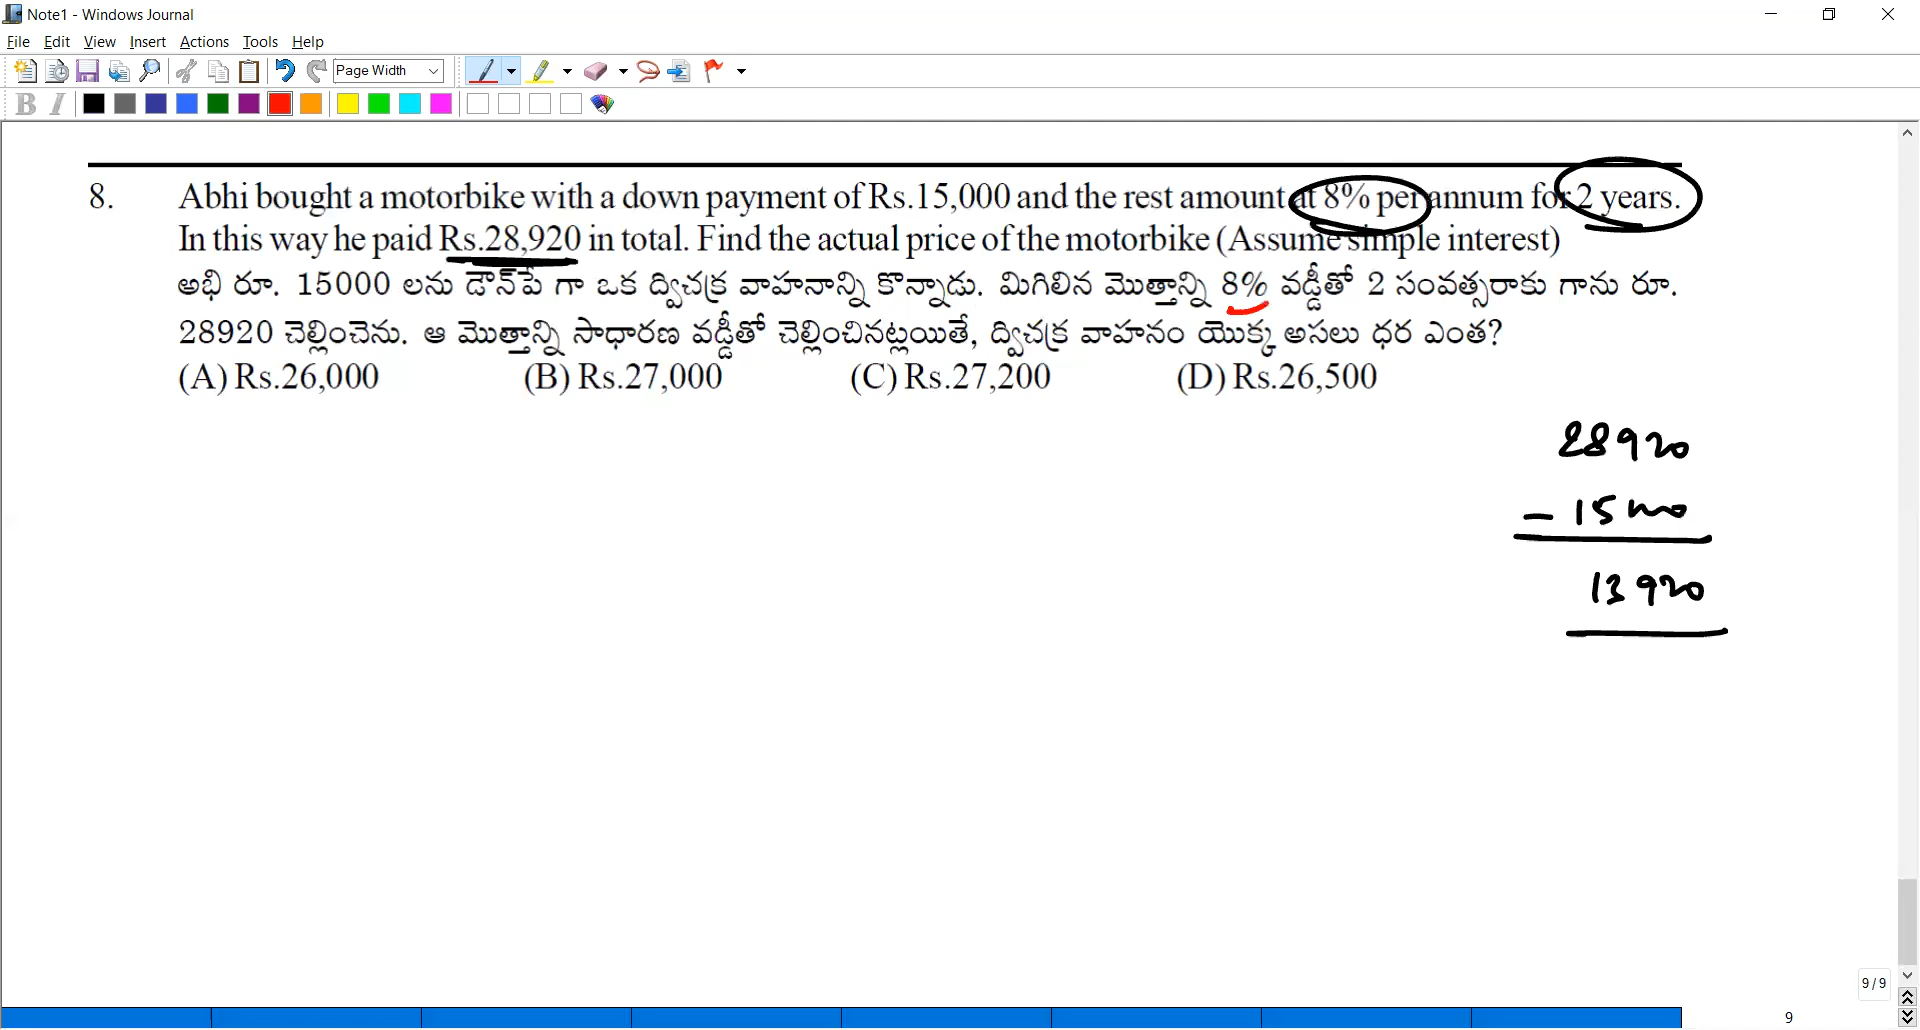 Note1 - Windows Journal
File Edit View Insert Actions Tools Help
Page Width
B I
8. Abhi bought a motorbike with a down payment of Rs.15,000 and the rest amount at 8% per annum for 2 years.
In this way he paid Rs.28,920 in total. Find the actual price of the motorbike (Assume simple interest)
అభి రూ. 15000 లను డౌన్‌పే గా ఒక ద్విచక్ర వాహనాన్ని కొన్నాడు. మిగిలిన మొత్తాన్ని 8% వడ్డీతో 2 సంవత్సరాకు గాను రూ.
28920 చెల్లించెను. ఆ మొత్తాన్ని సాధారణ వడ్డీతో చెల్లించినట్లయితే, ద్విచక్ర వాహనం యొక్క అసలు ధర ఎంత?
(A) Rs.26,000 (B) Rs.27,000 (C) Rs.27,200 (D) Rs.26,500
28920
- 15000
13920
9 / 9
9